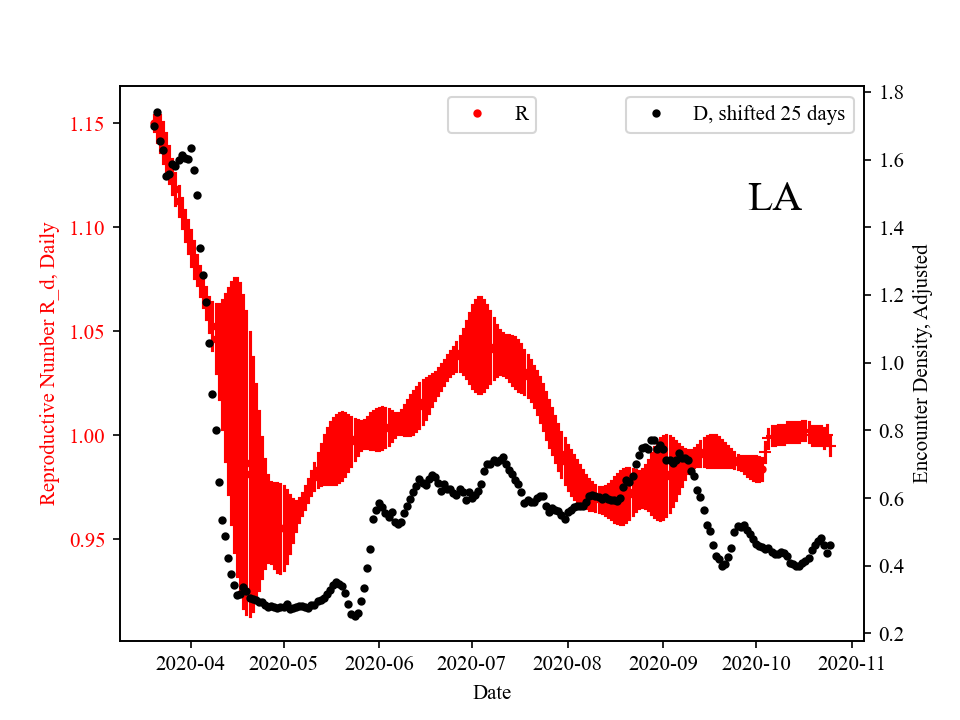 R
D, shifted 25 days
LA
Reproductive Number R_d, Daily
1.15
1.10
1.05
1.00
0.95
Encounter Density, Adjusted
1.8
1.6
1.4
1.2
1.0
0.8
0.6
0.4
0.2
2020-04 2020-05 2020-06 2020-07 2020-08 2020-09 2020-10 2020-11
Date